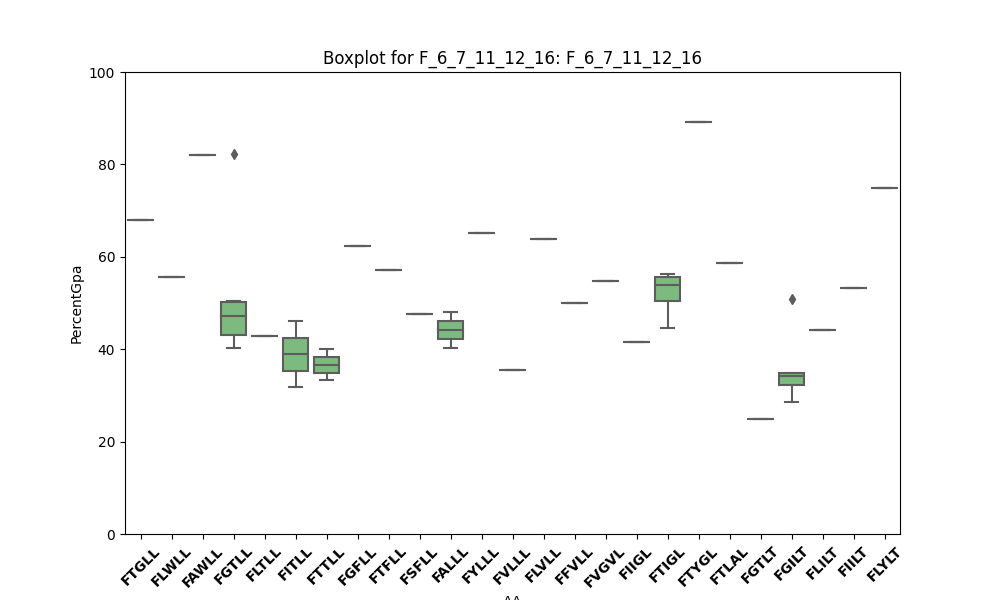 Boxplot for F_6_7_11_12_16: F_6_7_11_12_16
100
80
60
40
20
0
PercentGpa
FTGLL
FLWLL
FAWLL
FGTLL
FLTLL
FITLL
FTTLL
FGFLL
FTFLL
FSFLL
FALLL
FYLLL
FVLLL
FLVLL
FFVLL
FVGVL
FIIGL
FTIGL
FTYGL
FTLAL
FGTLT
FGILT
FLILT
FIILT
FLYLT